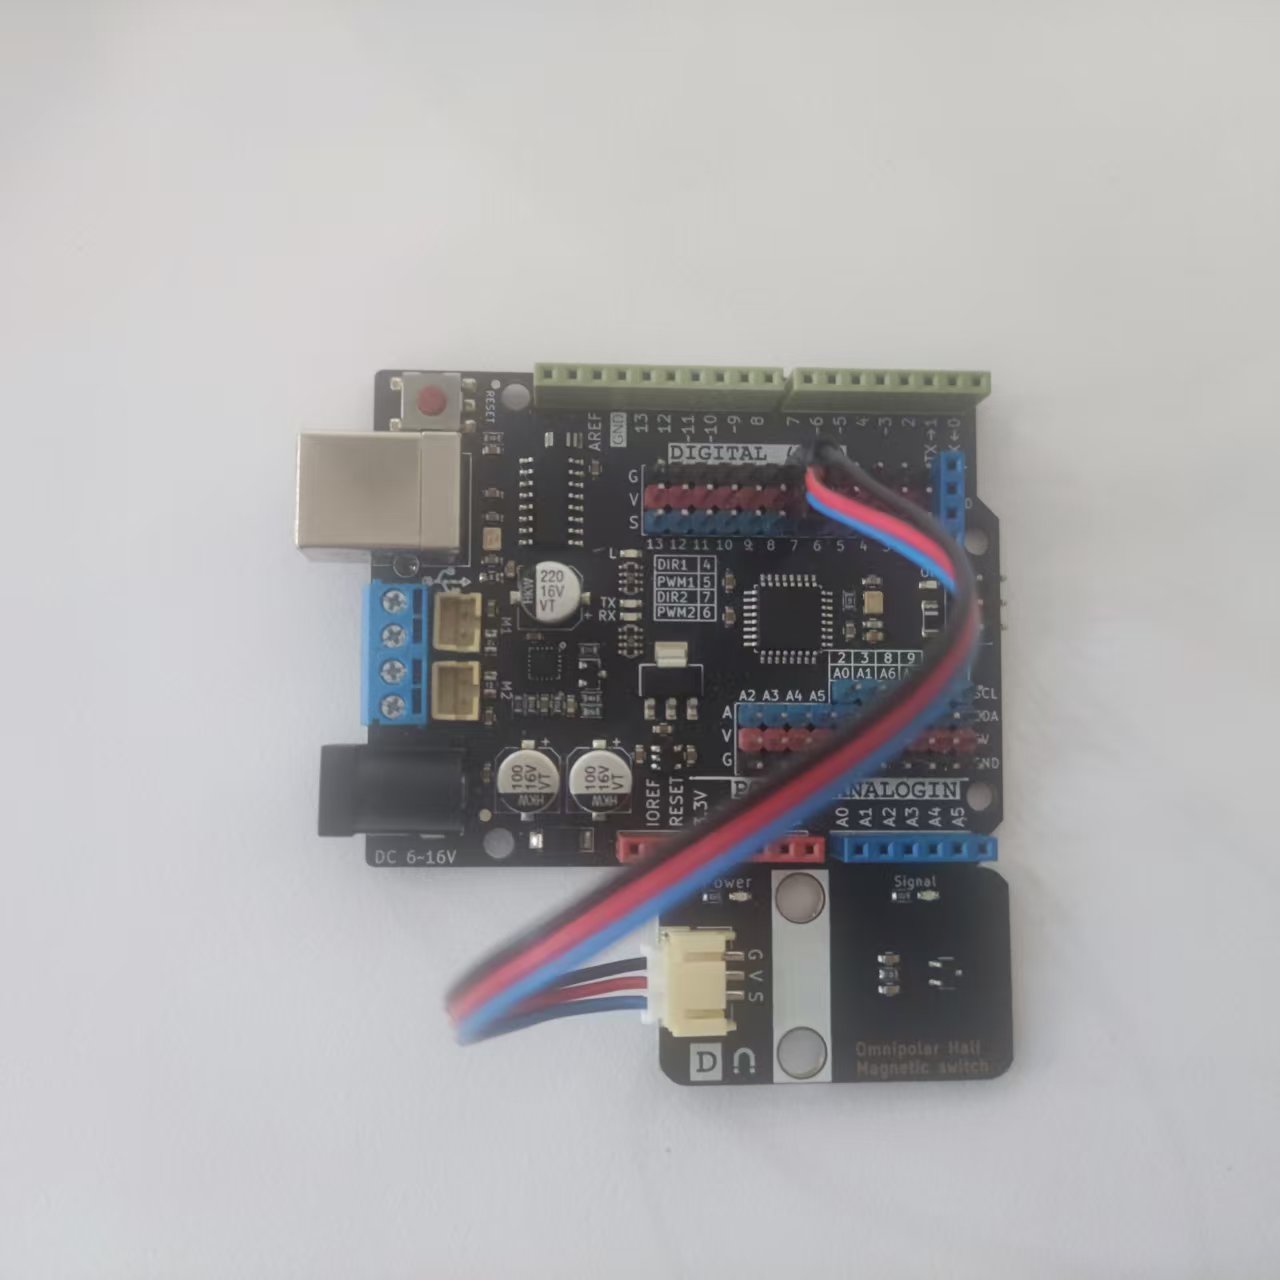 RESET
AREF
GND
13
12
-11
-10
-9
8
7
-6
-5
4
-3
2
TX→1
←0
DIGITAL
G
V
S
13 12 11 10 9 8 7 6 5 4
L
TX
RX
DIR1 4
PWM1 5
DIR2 7
PWM2 6
220
16V
VT
HKW
M1
M2
2 3 8 9
A0 A1 A6
A2 A3 A4 A5
A
V
G
SCL
GND
100
16V
VT
HKW
100
16V
VT
HKW
IOREF
RESET
3.3V
ANALOGIN
A0
A1
A2
A3
A4
A5
DC 6~16V
Power
Signal
G
V
S
D
Omnipolar Hall
Magnetic switch